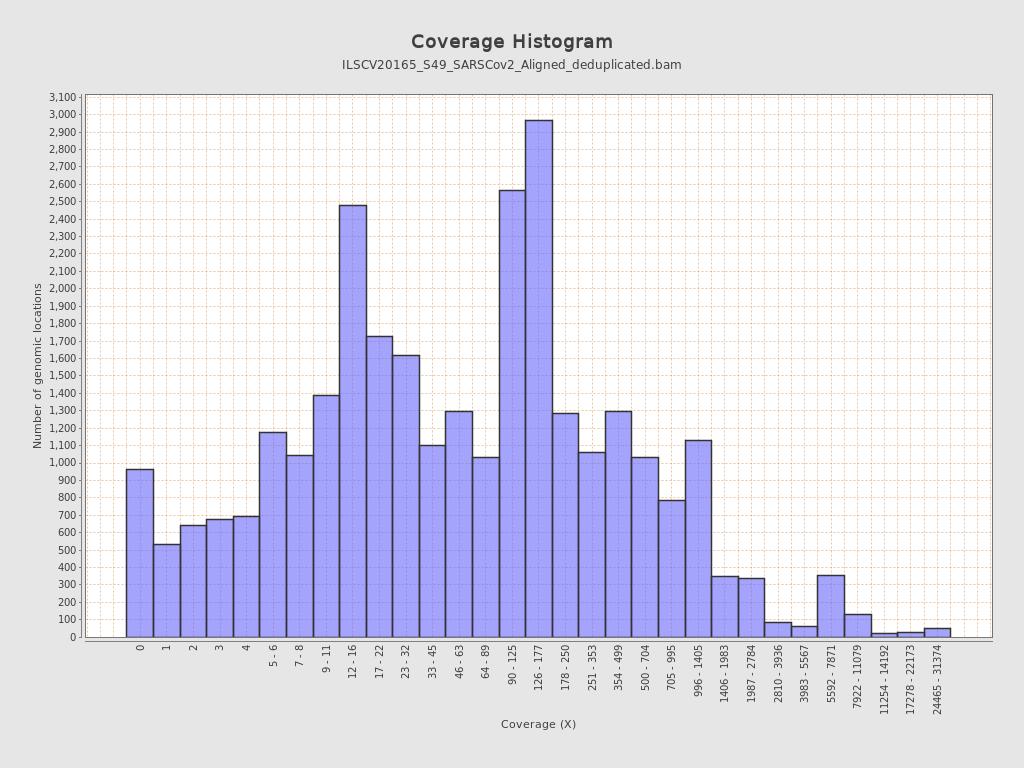 Coverage Histogram
ILSCV20165_S49_SARSCov2_Aligned_deduplicated.bam
Number of genomic locations
3,100
3,000
2,900
2,800
2,700
2,600
2,500
2,400
2,300
2,200
2,100
2,000
1,900
1,800
1,700
1,600
1,500
1,400
1,300
1,200
1,100
1,000
900
800
700
600
500
400
300
200
100
0
0
1
2
3
4
5 - 6
7 - 8
9 - 11
12 - 16
17 - 22
23 - 32
33 - 45
46 - 63
64 - 89
90 - 125
126 - 177
178 - 250
251 - 353
354 - 499
500 - 704
705 - 995
996 - 1405
1406 - 1983
1987 - 2784
2810 - 3936
3983 - 5567
5592 - 7871
7922 - 11079
11254 - 14192
17278 - 22173
24465 - 31374
Coverage (X)